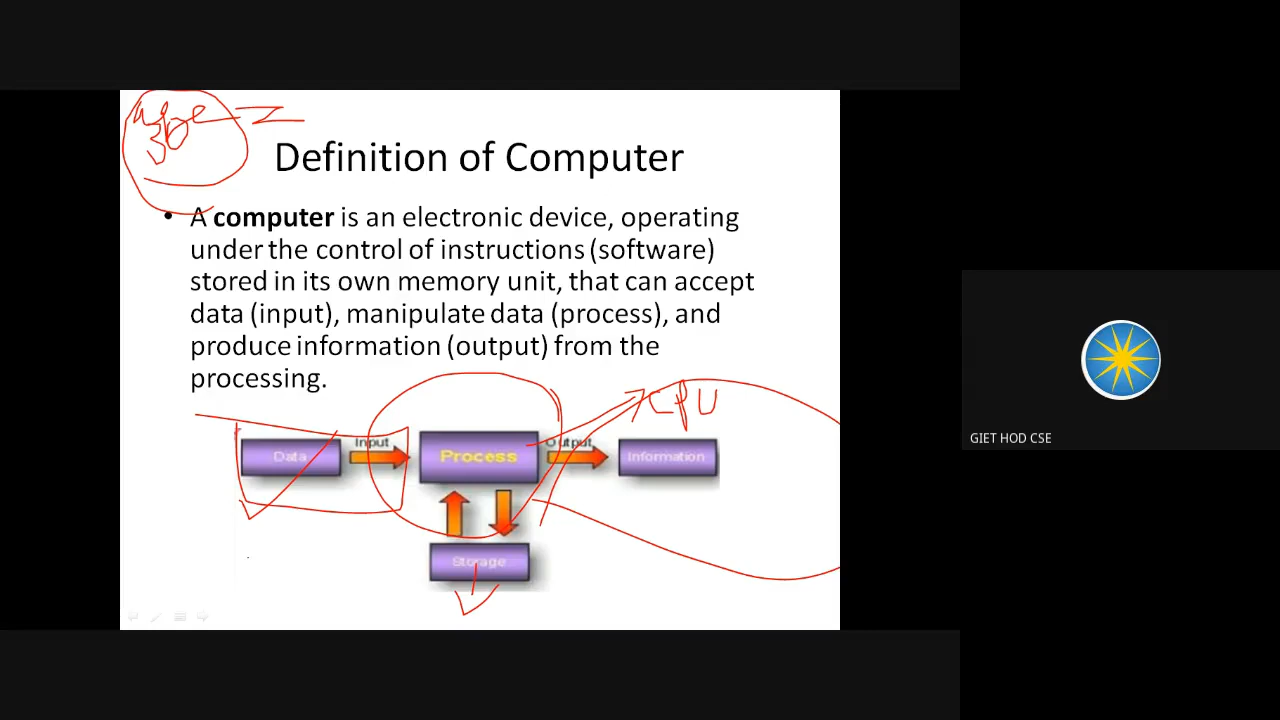 age
Definition of Computer
• A computer is an electronic device, operating
under the control of instructions (software)
stored in its own memory unit, that can accept
data (input), manipulate data (process), and
produce information (output) from the
processing.
CPU
Data
Input
Process
Output
Information
Storage
GIET HOD CSE